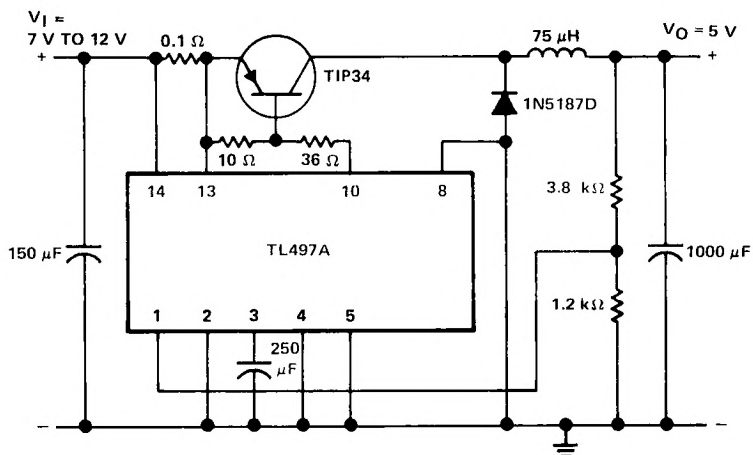 V_I =
7 V TO 12 V
0.1 Ω
TIP34
75 μH
V_O = 5 V
+
+
1N5187D
10 Ω
36 Ω
14
13
10
8
3.8 kΩ
TL497A
150 μF
1000 μF
1.2 kΩ
1
2
3
4
5
250
μF
−
−